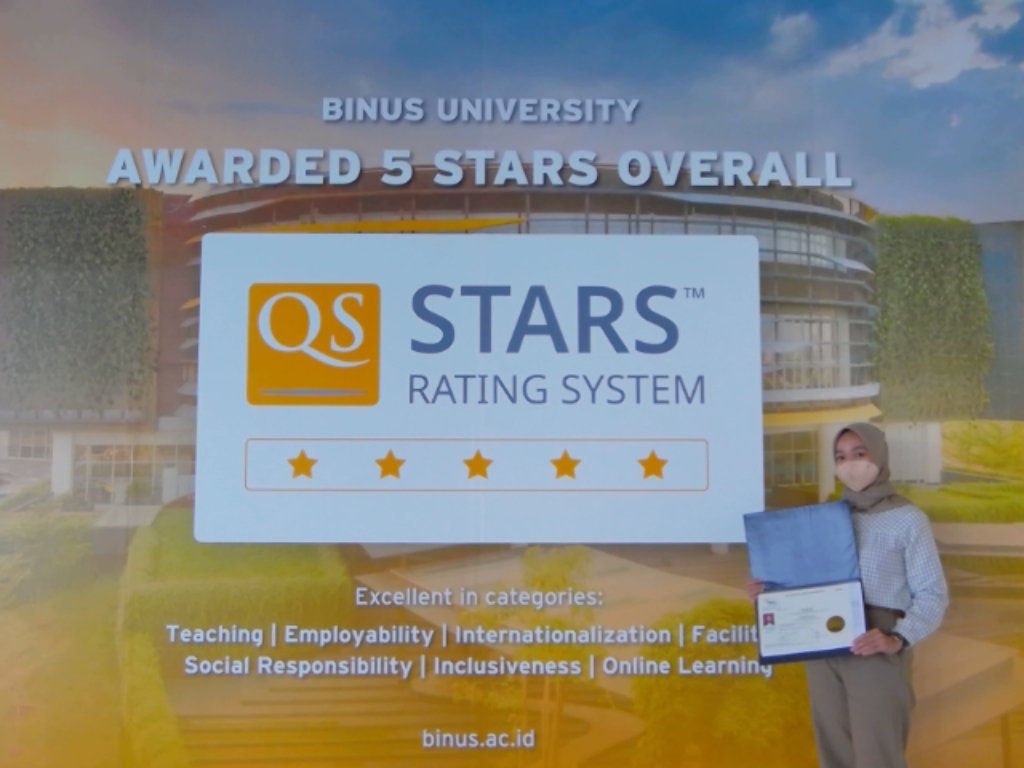 BINUS UNIVERSITY
AWARDED 5 STARS OVERALL
QS
STARS™
RATING SYSTEM
Excellent in categories:
Teaching | Employability | Internationalization | Facilit
Social Responsibility | Inclusiveness | Online Learning
binus.ac.id